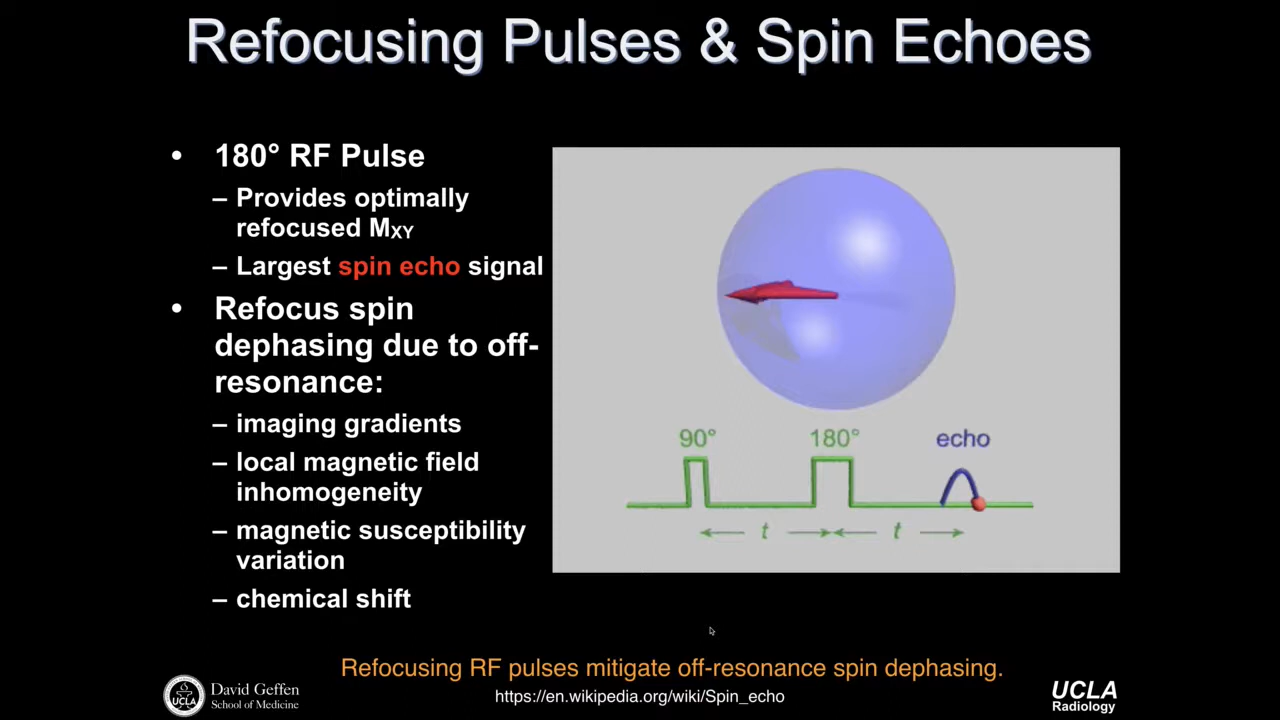 Refocusing Pulses & Spin Echoes
• 180° RF Pulse
– Provides optimally
refocused MXY
– Largest spin echo signal
• Refocus spin
dephasing due to off-
resonance:
– imaging gradients
– local magnetic field
inhomogeneity
– magnetic susceptibility
variation
– chemical shift
90° 180° echo
t t
Refocusing RF pulses mitigate off-resonance spin dephasing.
https://en.wikipedia.org/wiki/Spin_echo
UCLA
David Geffen
School of Medicine
UCLA
Radiology